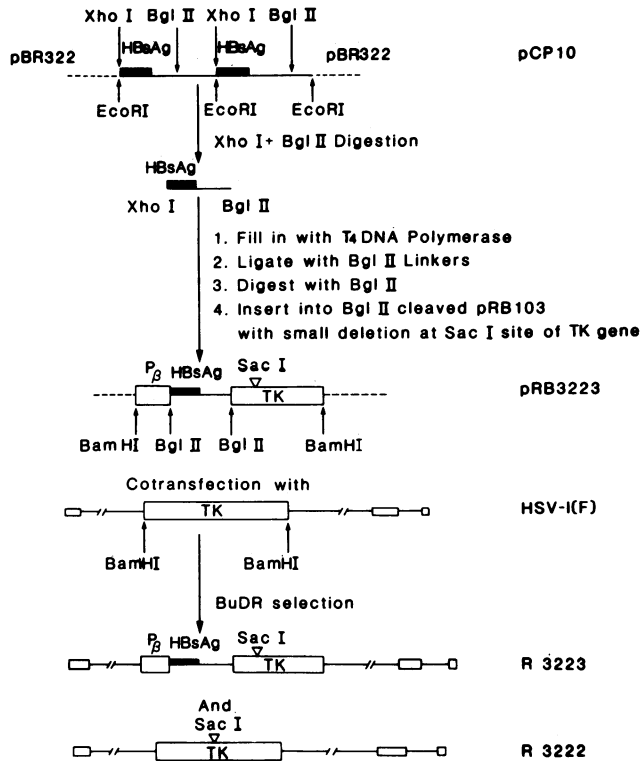 Xho I Bgl II Xho I Bgl II
pBR322 HBsAg HBsAg pBR322 pCP10
EcoRI EcoRI EcoRI
Xho I + Bgl II Digestion
HBsAg
Xho I Bgl II
1. Fill in with T4 DNA Polymerase
2. Ligate with Bgl II Linkers
3. Digest with Bgl II
4. Insert into Bgl II cleaved pRB103
with small deletion at Sac I site of TK gene
Pβ HBsAg Sac I
TK pRB3223
BamHI Bgl II Bgl II BamHI
Cotransfection with
TK HSV-I(F)
BamHI BamHI
BuDR selection
Pβ HBsAg Sac I
TK R 3223
And
Sac I
TK R 3222